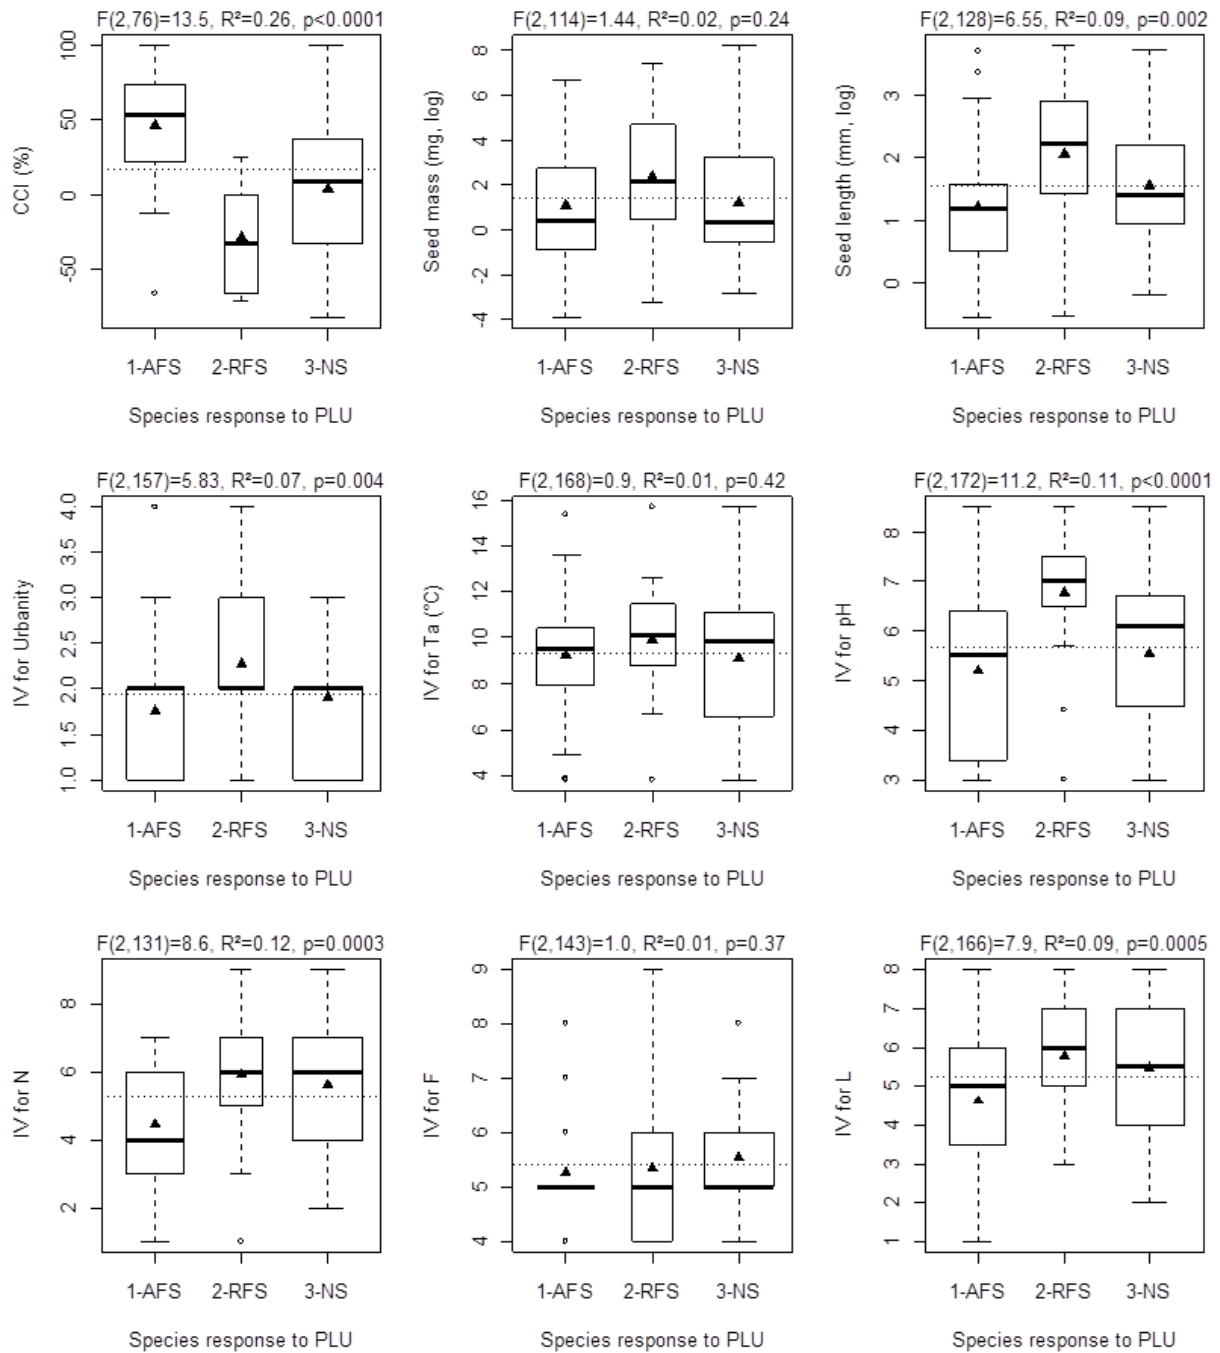 F(2,76)=13.5, R²=0.26, p<0.0001
CCI (%)
100
50
0
-50
1-AFS 2-RFS 3-NS
Species response to PLU
F(2,114)=1.44, R²=0.02, p=0.24
Seed mass (mg, log)
8
6
4
2
0
-2
-4
1-AFS 2-RFS 3-NS
Species response to PLU
F(2,128)=6.55, R²=0.09, p=0.002
Seed length (mm, log)
3
2
1
0
1-AFS 2-RFS 3-NS
Species response to PLU
F(2,157)=5.83, R²=0.07, p=0.004
IV for Urbanity
4.0
3.5
3.0
2.5
2.0
1.5
1.0
1-AFS 2-RFS 3-NS
Species response to PLU
F(2,168)=0.9, R²=0.01, p=0.42
IV for Ta (°C)
16
14
12
10
8
6
4
1-AFS 2-RFS 3-NS
Species response to PLU
F(2,172)=11.2, R²=0.11, p<0.0001
IV for pH
8
7
6
5
4
3
1-AFS 2-RFS 3-NS
Species response to PLU
F(2,131)=8.6, R²=0.12, p=0.0003
IV for N
8
6
4
2
1-AFS 2-RFS 3-NS
Species response to PLU
F(2,143)=1.0, R²=0.01, p=0.37
IV for F
9
8
7
6
5
4
1-AFS 2-RFS 3-NS
Species response to PLU
F(2,166)=7.9, R²=0.09, p=0.0005
IV for L
8
7
6
5
4
3
2
1
1-AFS 2-RFS 3-NS
Species response to PLU